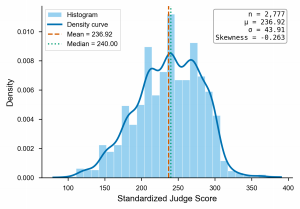 Histogram
Density curve
Mean = 236.92
Median = 240.00
n = 2,777
μ = 236.92
σ = 43.91
Skewness = -0.263
Density
0.010
0.008
0.006
0.004
0.002
0.000
100 150 200 250 300 350 400
Standardized Judge Score